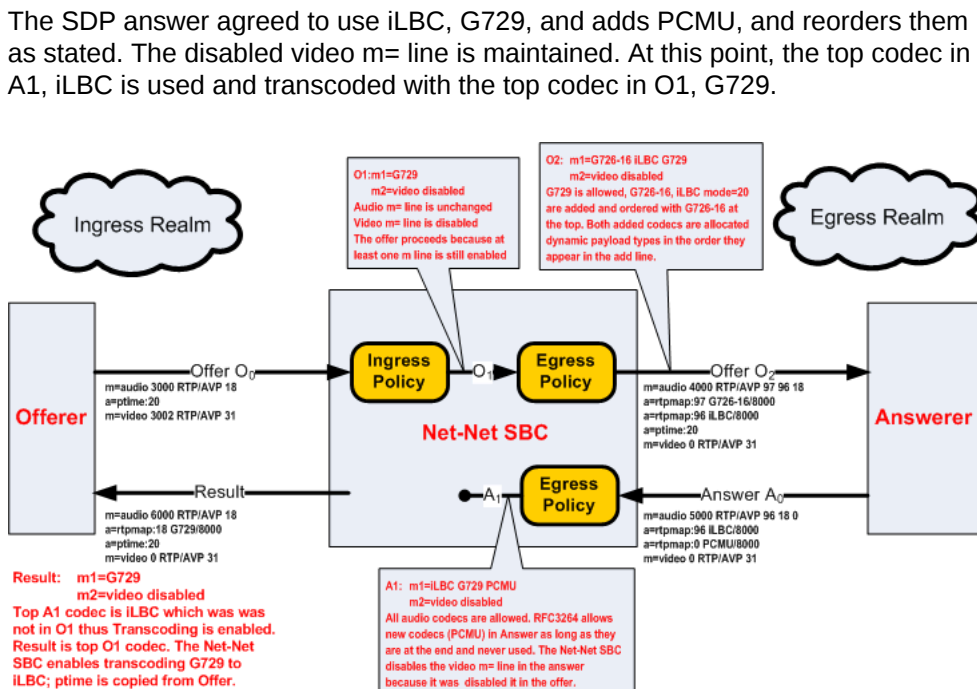 The SDP answer agreed to use iLBC, G729, and adds PCMU, and reorders them
as stated. The disabled video m= line is maintained. At this point, the top codec in
A1, iLBC is used and transcoded with the top codec in O1, G729.
O1:m1=G729
m2=video disabled
Audio m= line is unchanged
Video m= line is disabled
The offer proceeds because at
least one m line is still enabled
O2: m1=G726-16 iLBC G729
m2=video disabled
G729 is allowed, G726-16, iLBC mode=20
are added and ordered with G726-16 at
the top. Both added codecs are allocated
dynamic payload types in the order they
appear in the add line.
Ingress Realm
Egress Realm
Offerer
Offer O0
m=audio 3000 RTP/AVP 18
a=ptime:20
m=video 3002 RTP/AVP 31
Ingress
Policy
O1
Egress
Policy
Net-Net SBC
Offer O2
m=audio 4000 RTP/AVP 97 96 18
a=rtpmap:97 G726-16/8000
a=rtpmap:96 iLBC/8000
a=ptime:20
m=video 0 RTP/AVP 31
Answerer
Result
m=audio 6000 RTP/AVP 18
a=rtpmap:18 G729/8000
a=ptime:20
m=video 0 RTP/AVP 31
A1
Egress
Policy
Answer A0
m=audio 5000 RTP/AVP 96 18 0
a=rtpmap:96 iLBC/8000
a=rtpmap:0 PCMU/8000
m=video 0 RTP/AVP 31
Result: m1=G729
m2=video disabled
Top A1 codec is iLBC which was was
not in O1 thus Transcoding is enabled.
Result is top O1 codec. The Net-Net
SBC enables transcoding G729 to
iLBC; ptime is copied from Offer.
A1: m1=iLBC G729 PCMU
m2=video disabled
All audio codecs are allowed. RFC3264 allows
new codecs (PCMU) in Answer as long as they
are at the end and never used. The Net-Net SBC
disables the video m= line in the answer
because it was disabled it in the offer.